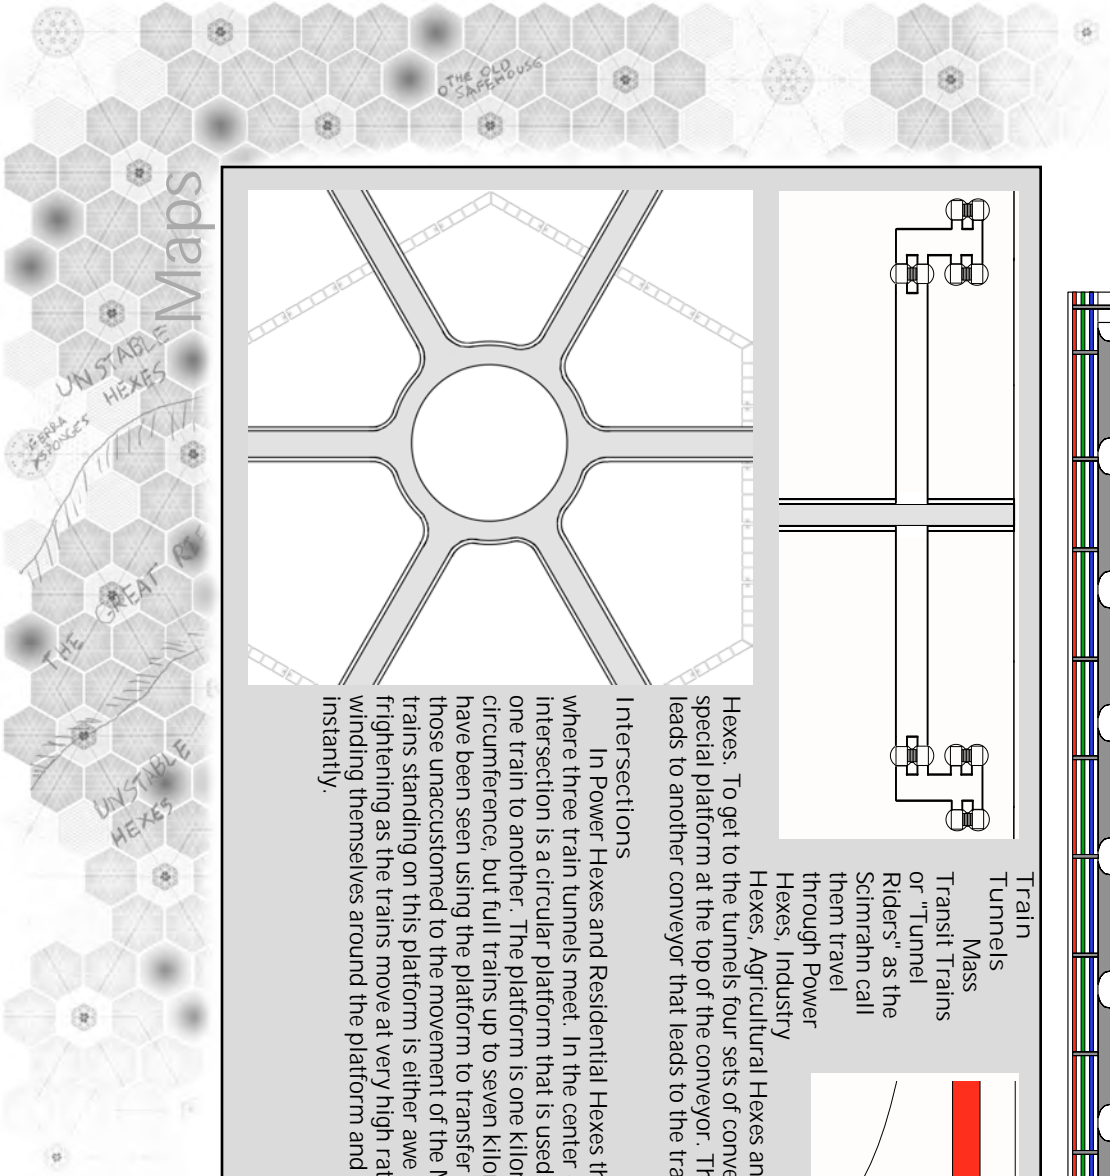 THE OLD
SAFEHOUSE
Maps
UNSTABLE
HEXES
THE GREAT
UNSTABLE
HEXES
Train
Tunnels
Mass
Transit Trains
or "Tunnel
Riders" as the
Scimrahn call
them travel
through Power
Hexes, Industry
Hexes, Agricultural Hexes an
Hexes. To get to the tunnels four sets of conve
special platform at the top of the conveyor. Th
leads to another conveyor that leads to the tra
Intersections
In Power Hexes and Residential Hexes th
where three train tunnels meet. In the center
intersection is a circular platform that is used
one train to another. The platform is one kilor
circumference, but full trains up to seven kilo
have been seen using the platform to transfer
those unaccustomed to the movement of the M
trains standing on this platform is either awe
frightening as the trains move at very high rat
winding themselves around the platform and
instantly.